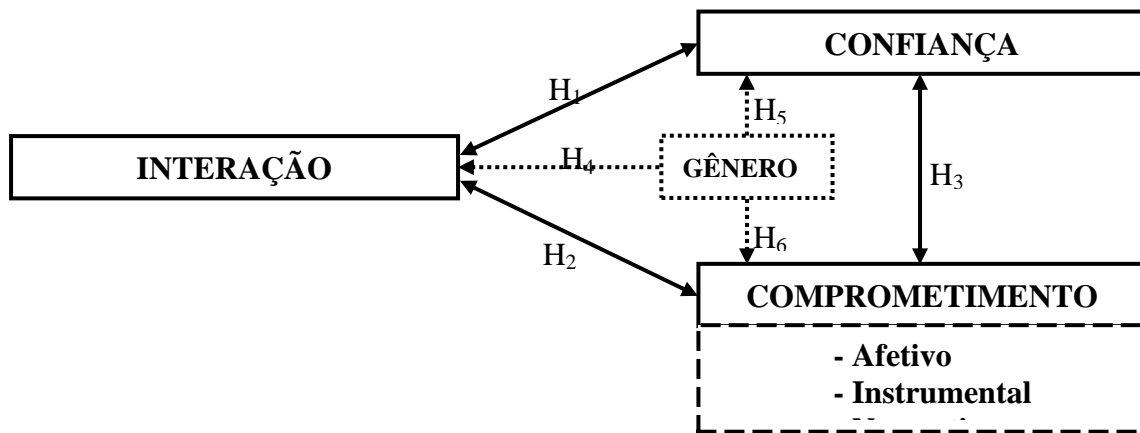 CONFIANÇA
H₁
H₅
INTERAÇÃO
H₄
GÊNERO
H₃
H₂
H₆
COMPROMETIMENTO
- Afetivo
- Instrumental